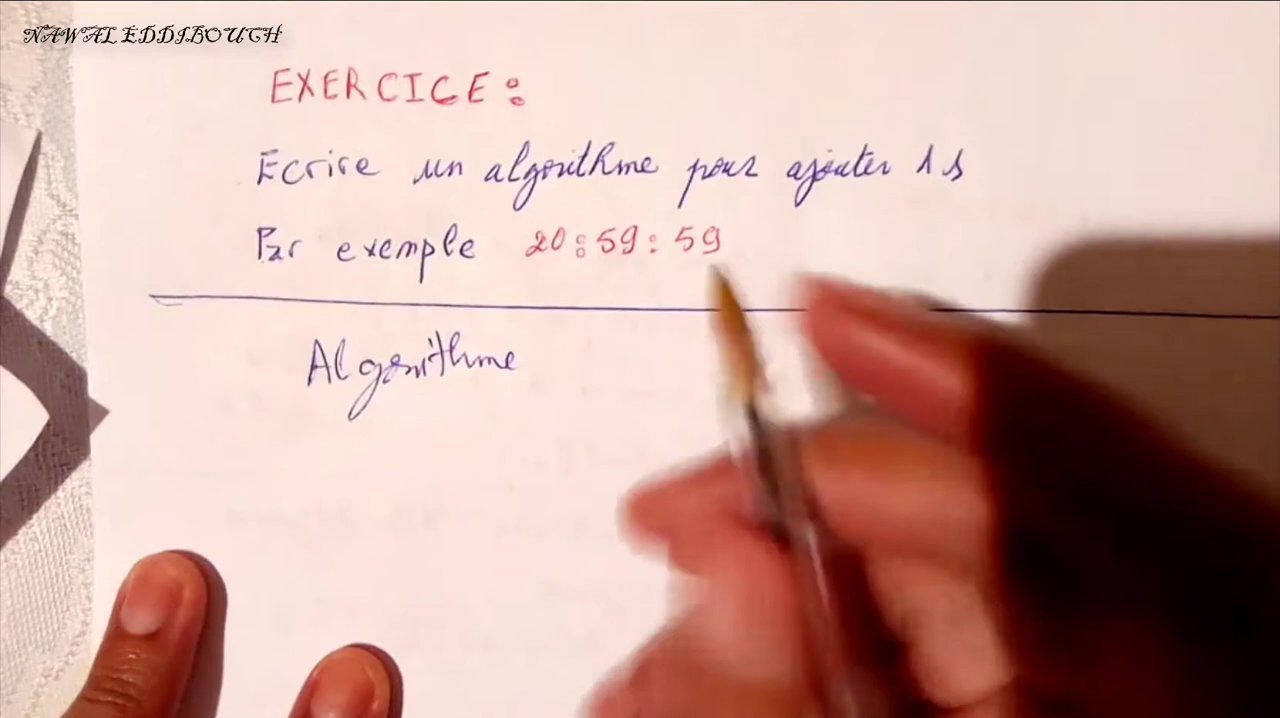 NAWAL EDDIBOUCH
EXERCICE :
Ecrire un algorithme pour ajouter 1 s
Par exemple 20 : 59 : 59
Algorithme